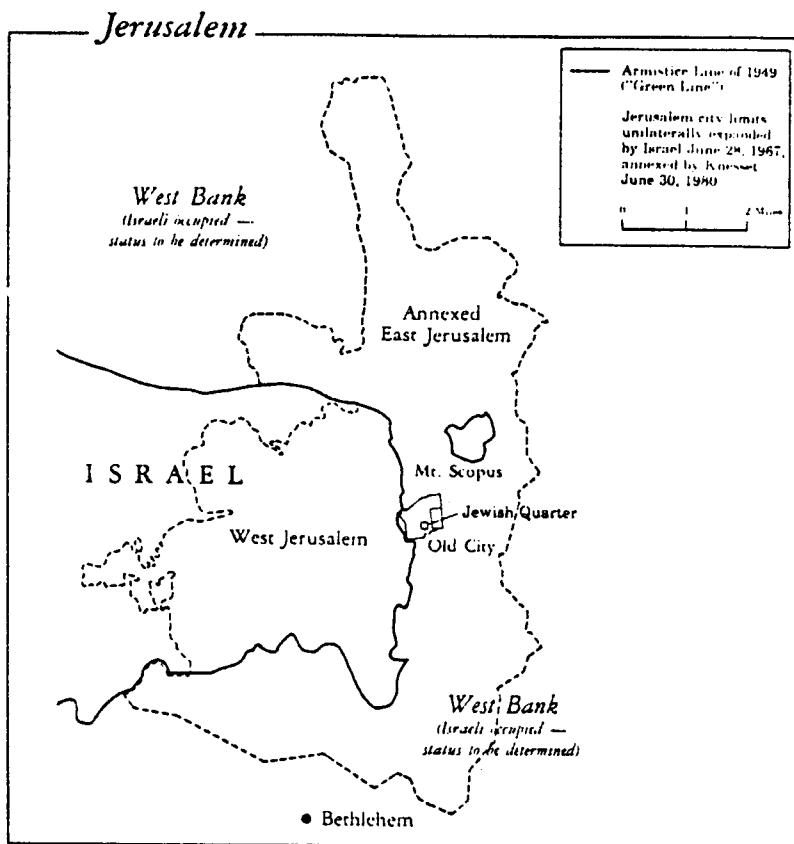 Jerusalem
Armistice Line of 1949
("Green Line")
Jerusalem city limits
unilaterally expanded
by Israel June 28, 1967,
annexed by Knesset
June 30, 1980
0 1 2 Miles
West Bank
(Israeli occupied —
status to be determined)
Annexed
East Jerusalem
ISRAEL
Mt. Scopus
Jewish Quarter
West Jerusalem
Old City
West Bank
(Israeli occupied —
status to be determined)
Bethlehem